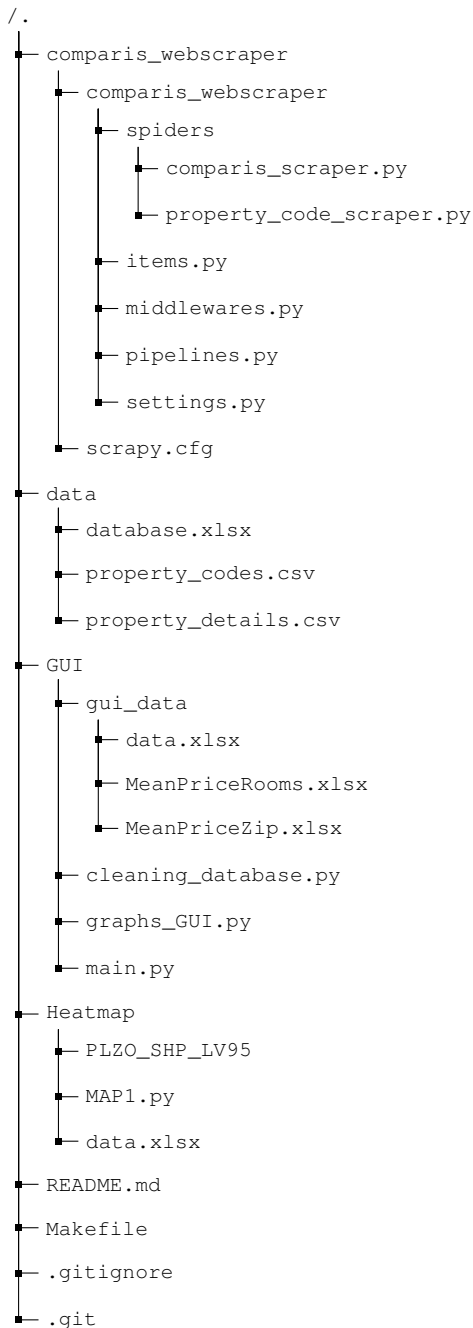 /.
comparis_webscraper
comparis_webscraper
spiders
comparis_scraper.py
property_code_scraper.py
items.py
middlewares.py
pipelines.py
settings.py
scrapy.cfg
data
database.xlsx
property_codes.csv
property_details.csv
GUI
gui_data
data.xlsx
MeanPriceRooms.xlsx
MeanPriceZip.xlsx
cleaning_database.py
graphs_GUI.py
main.py
Heatmap
PLZO_SHP_LV95
MAP1.py
data.xlsx
README.md
Makefile
.gitignore
.git